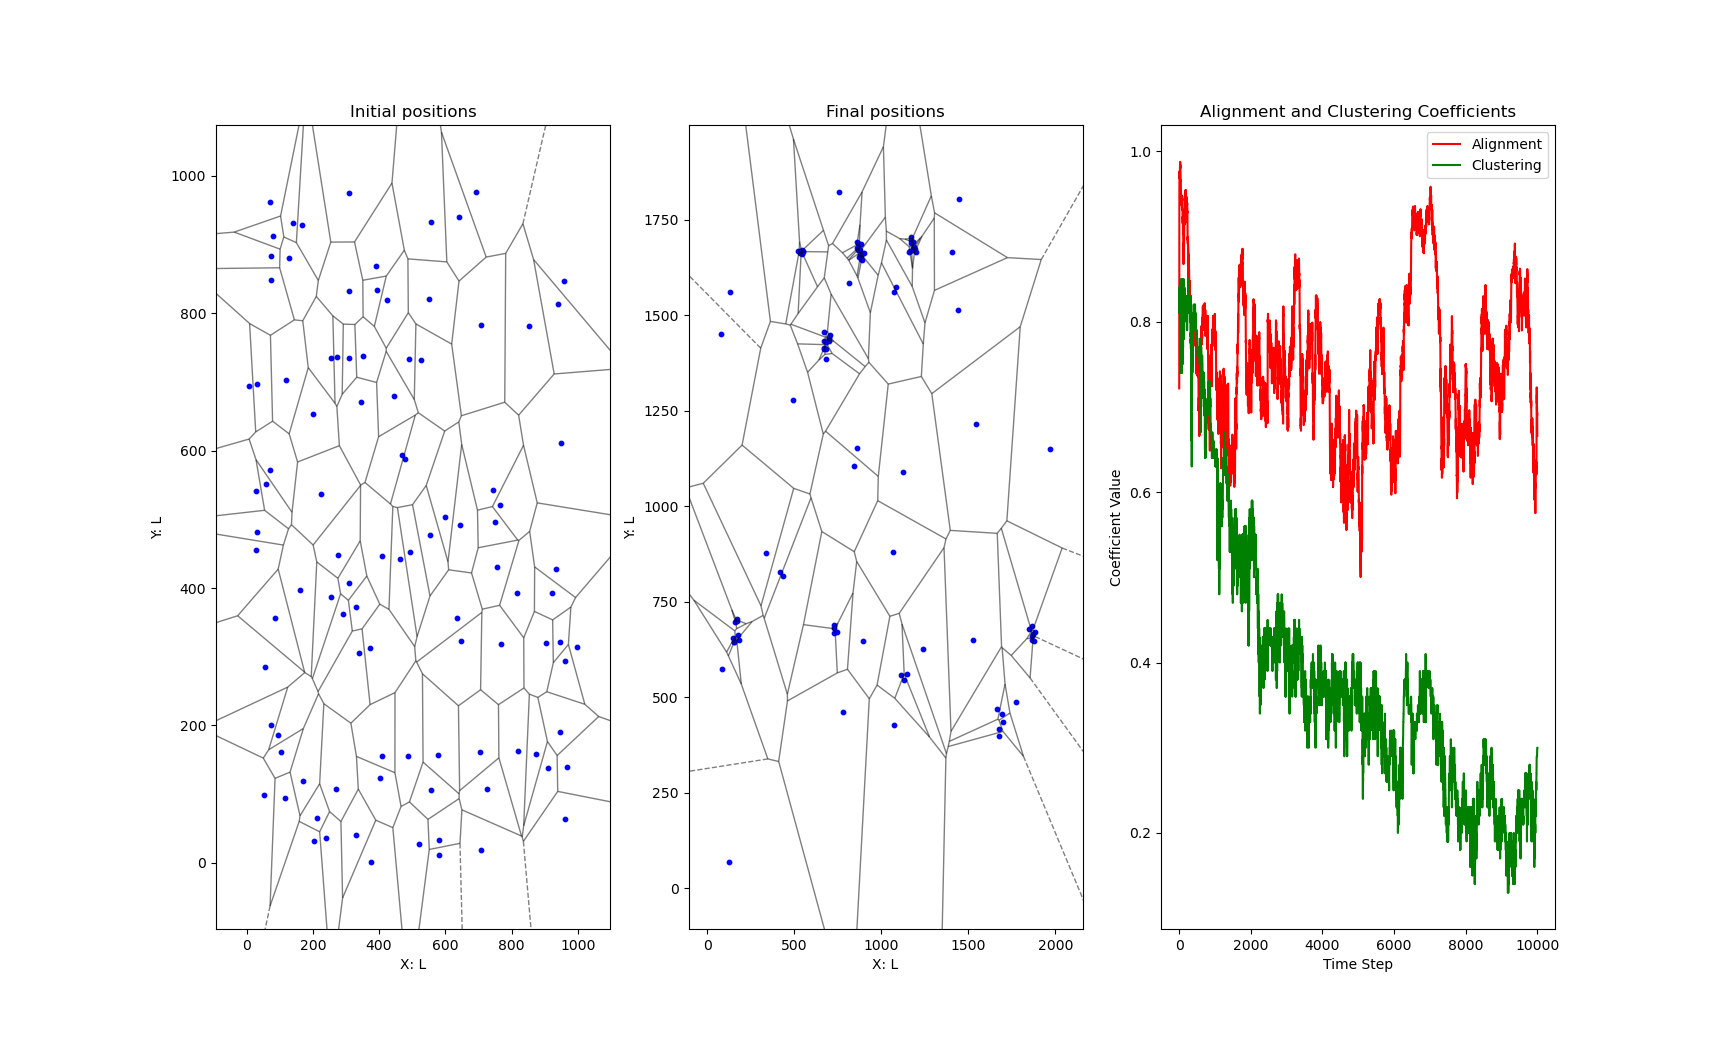 Initial positions
1000
800
600
400
200
0
Y: L
0 200 400 600 800 1000
X: L
Final positions
1750
1500
1250
1000
750
500
250
0
Y: L
0 500 1000 1500 2000
X: L
Alignment and Clustering Coefficients
Alignment
Clustering
1.0
0.8
0.6
0.4
0.2
Coefficient Value
0 2000 4000 6000 8000 10000
Time Step